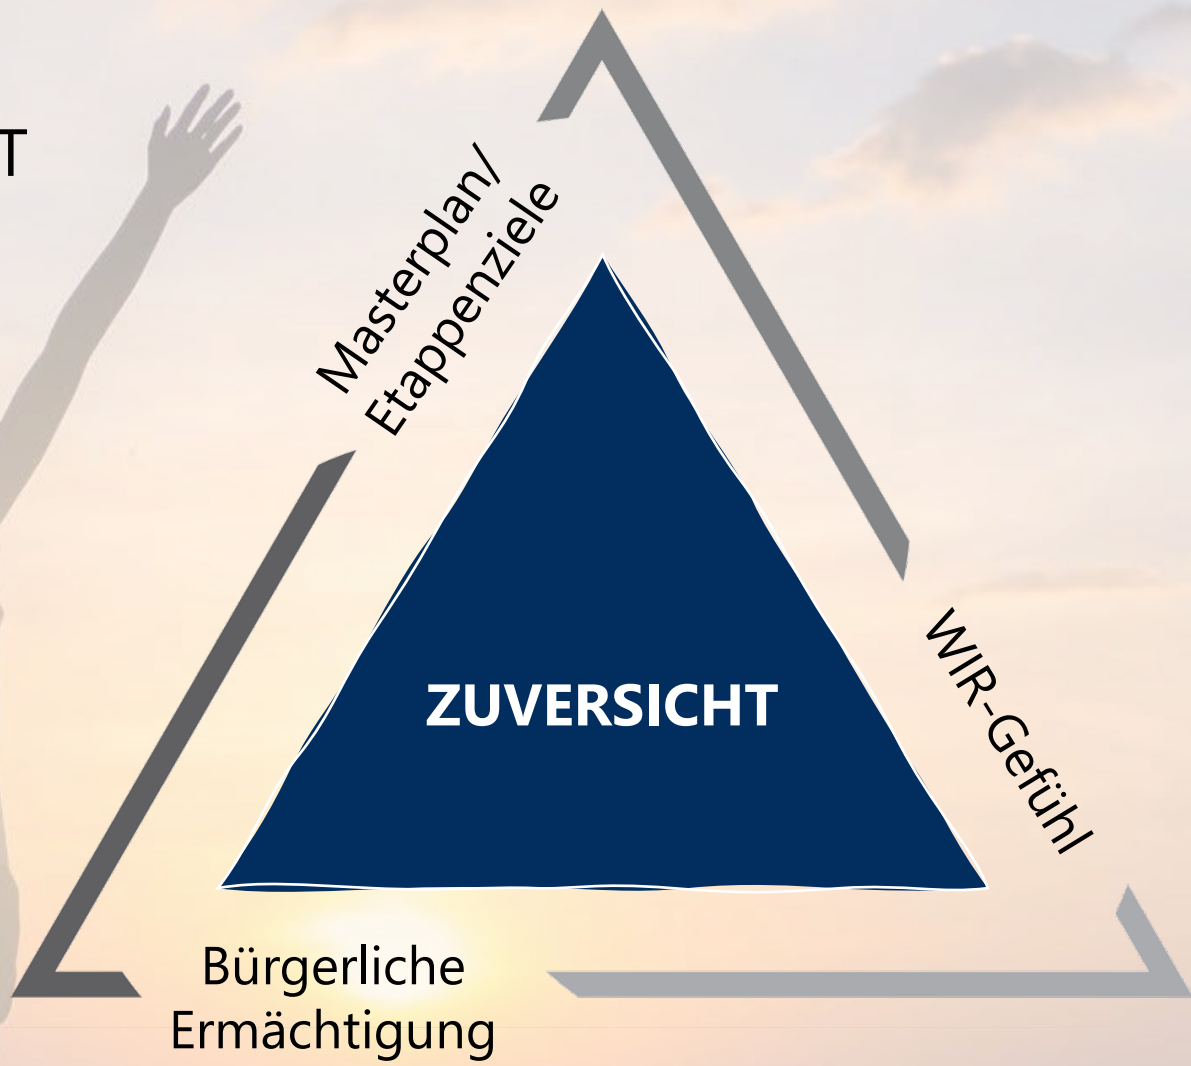 T
Masterplan/
Etappenziele
ZUVERSICHT
WIR-Gefühl
Bürgerliche
Ermächtigung